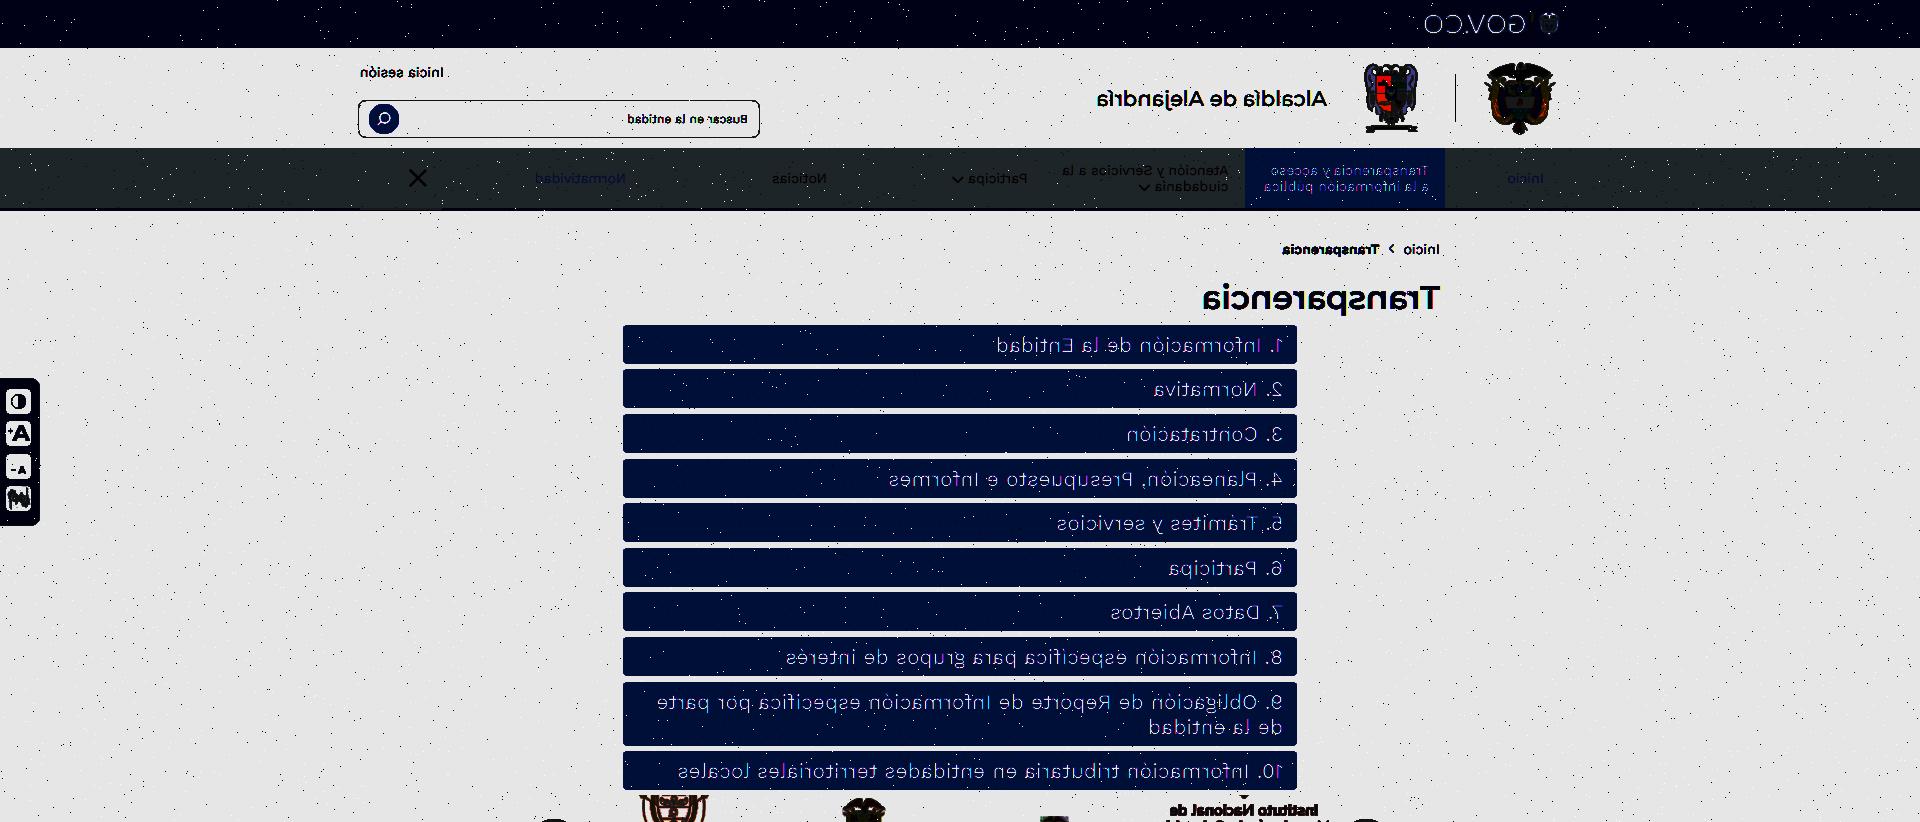 GOV.CO
Alcaldía de Alejandría
Inicia sesión
Buscar en la entidad
Inicio
Transparencia y acceso
a la información pública
Atención y Servicios a la
ciudadanía
Participa
Noticias
Normatividad
Inicio > Transparencia
Transparencia
1. Información de la Entidad
2. Normativa
3. Contratación
4. Planeación, Presupuesto e Informes
5. Trámites y servicios
6. Participa
7. Datos Abiertos
8. Información específica para grupos de interés
9. Obligación de Reporte de Información específica por parte
de la entidad
10. Información tributaria en entidades territoriales locales
A+
A-
Instituto Nacional de